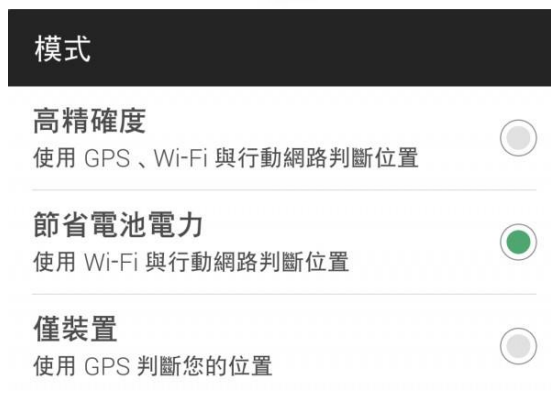 模式
高精確度
使用 GPS、Wi-Fi 與行動網路判斷位置
節省電池電力
使用 Wi-Fi 與行動網路判斷位置
僅裝置
使用 GPS 判斷您的位置